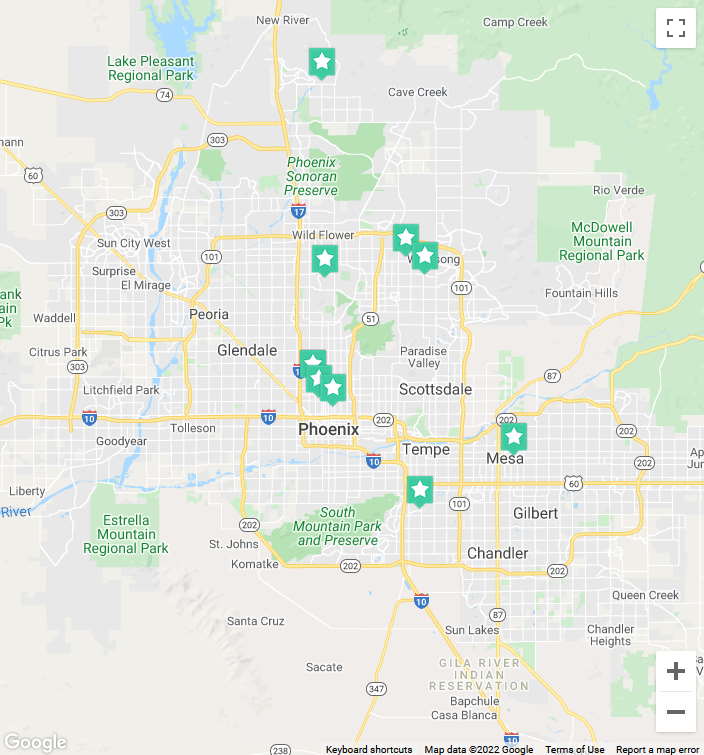 New River
Camp Creek
Lake Pleasant
Regional Park
74
Cave Creek
303
mann
60
Phoenix
Sonoran
Preserve
Rio Verde
303
17
Wild Flower
McDowell
Mountain
Regional Park
Sun City West
101
Surprise
El Mirage
101
Fountain Hills
ank
ain
Pk
Waddell
Peoria
51
Citrus Park
Glendale
Paradise
Valley
303
87
Litchfield Park
Scottsdale
10
10
202
202
Tolleson
Phoenix
202
Goodyear
Tempe
10
Mesa
202
Ap
Ju
Liberty
60
River
101
Estrella
Mountain
Regional Park
South
Mountain Park
and Preserve
Gilbert
202
St. Johns
Chandler
Komatke
202
202
Queen Creek
10
87
Santa Cruz
Sun Lakes
Chandler
Heights
Sacate
GILA RIVER
INDIAN
RESERVATION
347
Bapchule
Casa Blanca
10
Google
238
Keyboard shortcuts Map data ©2022 Google Terms of Use Report a map error